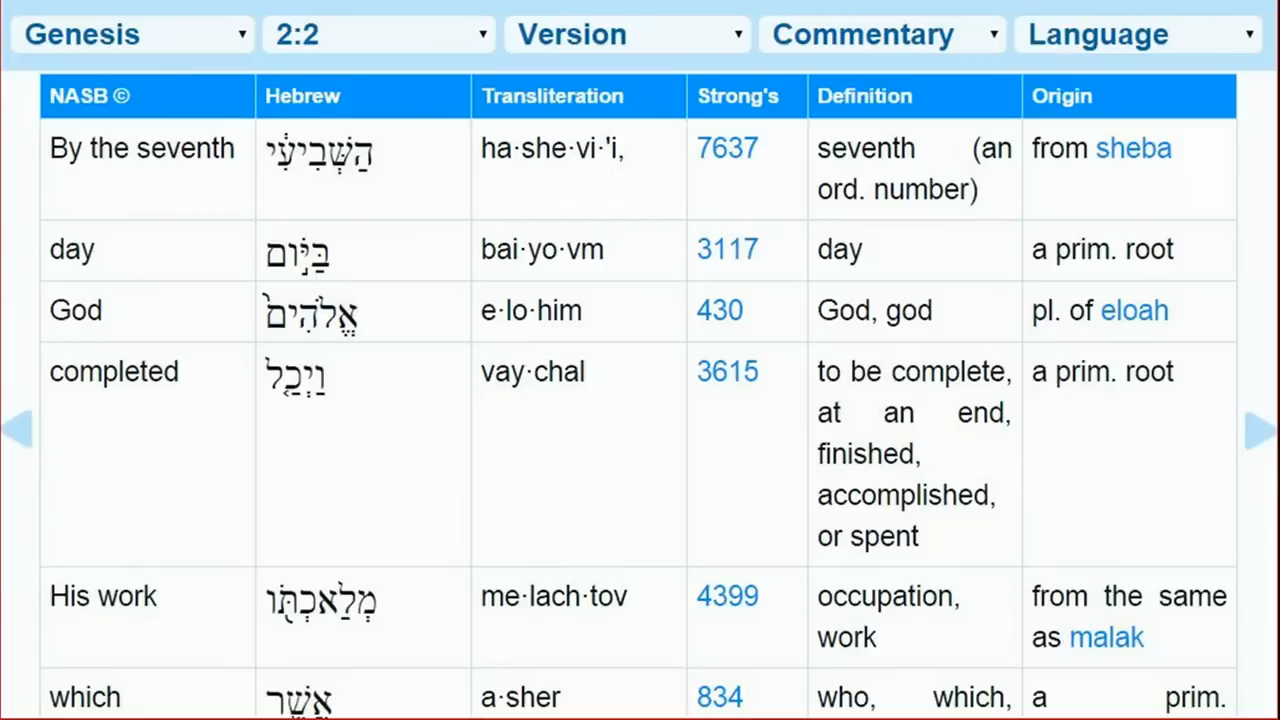 Genesis 2:2 Version Commentary Language
NASB © Hebrew Transliteration Strong's Definition Origin
By the seventh הַשְּׁבִיעִ֔י ha·she·vi·'i, 7637 seventh (an from sheba
ord. number)
day בַּיּ֣וֹם bai·yo·vm 3117 day a prim. root
God אֱלֹהִים֙ e·lo·him 430 God, god pl. of eloah
completed וַיְכַ֤ל vay·chal 3615 to be complete, a prim. root
at an end,
finished,
accomplished,
or spent
His work מְלַאכְתּ֖וֹ me·lach·tov 4399 occupation, from the same
work as malak
which אֲשֶׁ֣ר a·sher 834 who, which, a prim.